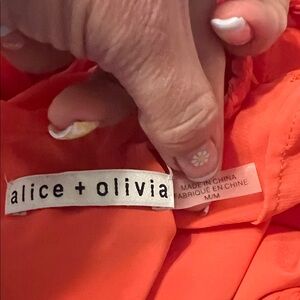 alice + olivia
MADE IN CHINA
FABRIQUE EN CHINE
M/M